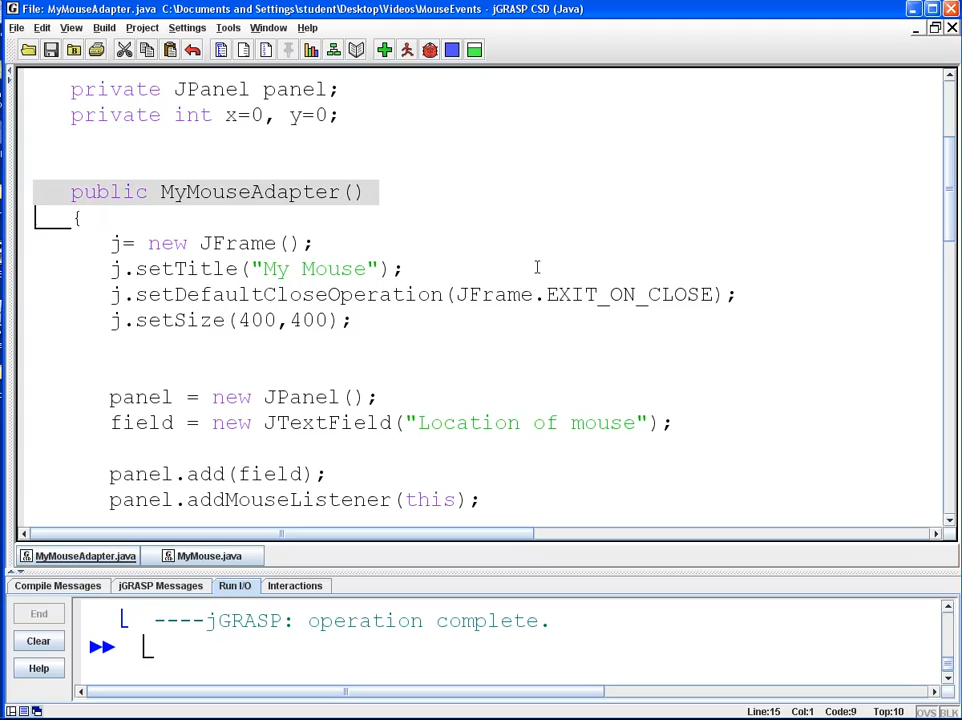 File: MyMouseAdapter.java  C:\Documents and Settings\student\Desktop\Videos\MouseEvents - jGRASP CSD (Java)
File Edit View Build Project Settings Tools Window Help
private JPanel panel;
private int x=0, y=0;
public MyMouseAdapter()
{
j= new JFrame();
j.setTitle("My Mouse");
j.setDefaultCloseOperation(JFrame.EXIT_ON_CLOSE);
j.setSize(400,400);
panel = new JPanel();
field = new JTextField("Location of mouse");
panel.add(field);
panel.addMouseListener(this);
MyMouseAdapter.java MyMouse.java
Compile Messages jGRASP Messages Run I/O Interactions
End
Clear
Help
----jGRASP: operation complete.
Line:15 Col:1 Code:9 Top:10 OVS BLK